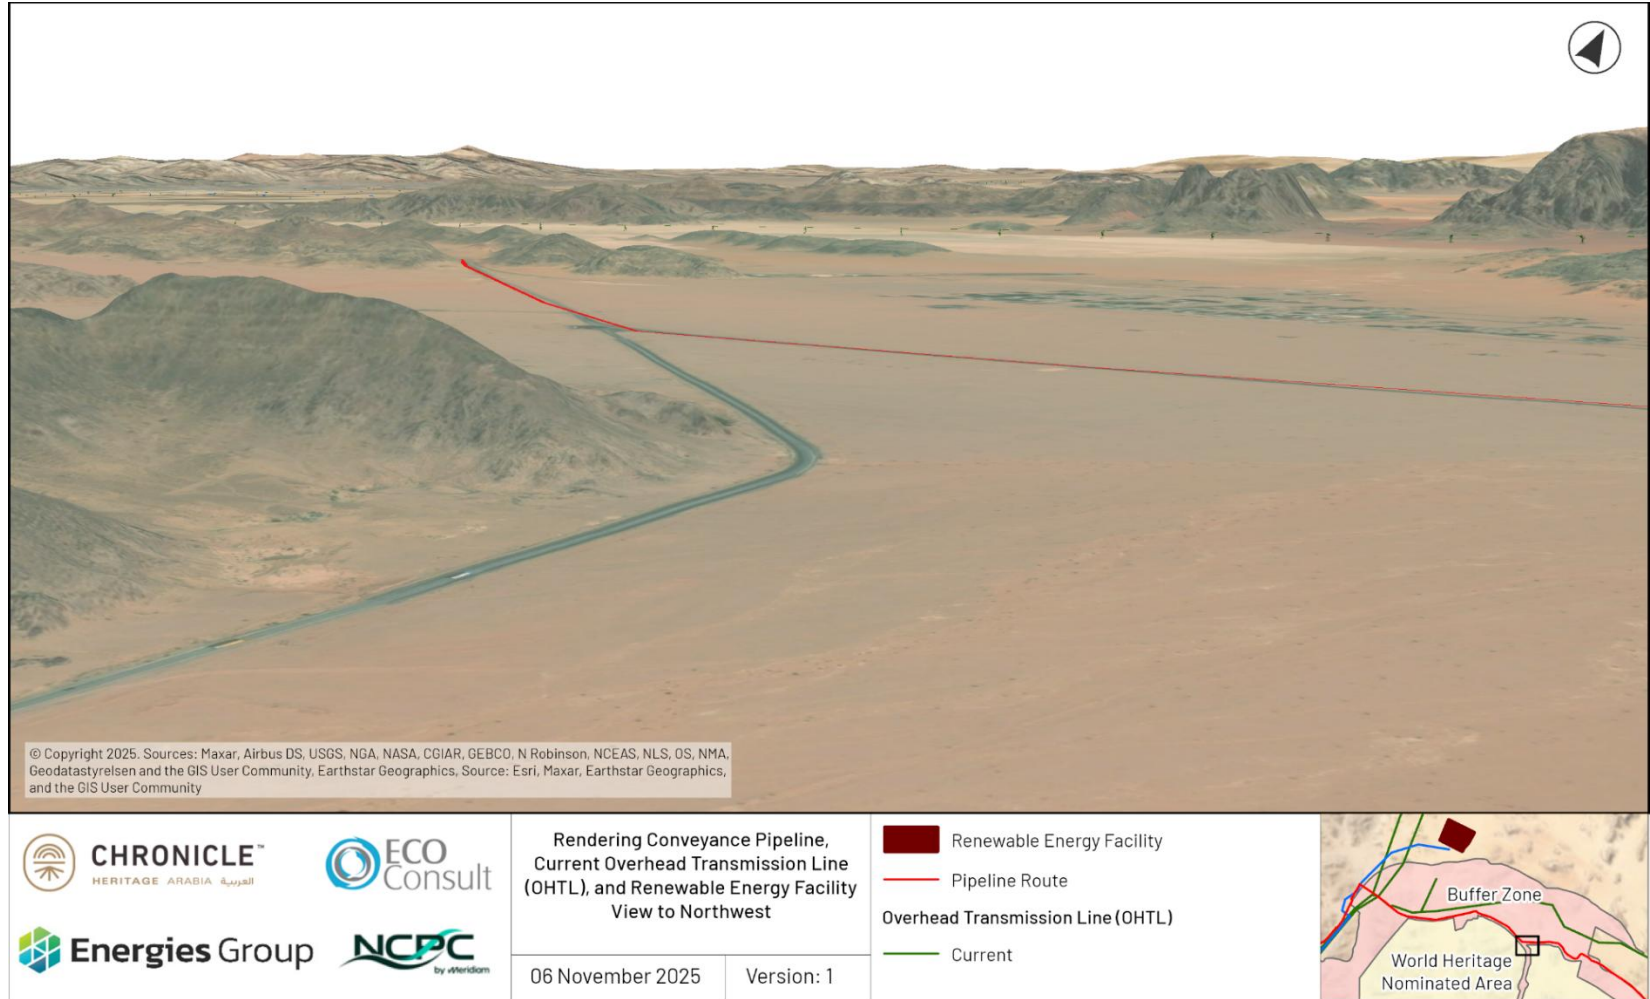 © Copyright 2025. Sources: Maxar, Airbus DS, USGS, NGA, NASA, CGIAR, GEBCO, N Robinson, NCEAS, NLS, OS, NMA,
Geodatastyrelsen and the GIS User Community, Earthstar Geographics, Source: Esri, Maxar, Earthstar Geographics,
and the GIS User Community
CHRONICLE™
HERITAGE ARABIA العربية
ECO
Consult
Energies Group
NCPC
by Meridiam
Rendering Conveyance Pipeline,
Current Overhead Transmission Line
(OHTL), and Renewable Energy Facility
View to Northwest
06 November 2025
Version: 1
Renewable Energy Facility
Pipeline Route
Overhead Transmission Line (OHTL)
Current
Buffer Zone
World Heritage
Nominated Area